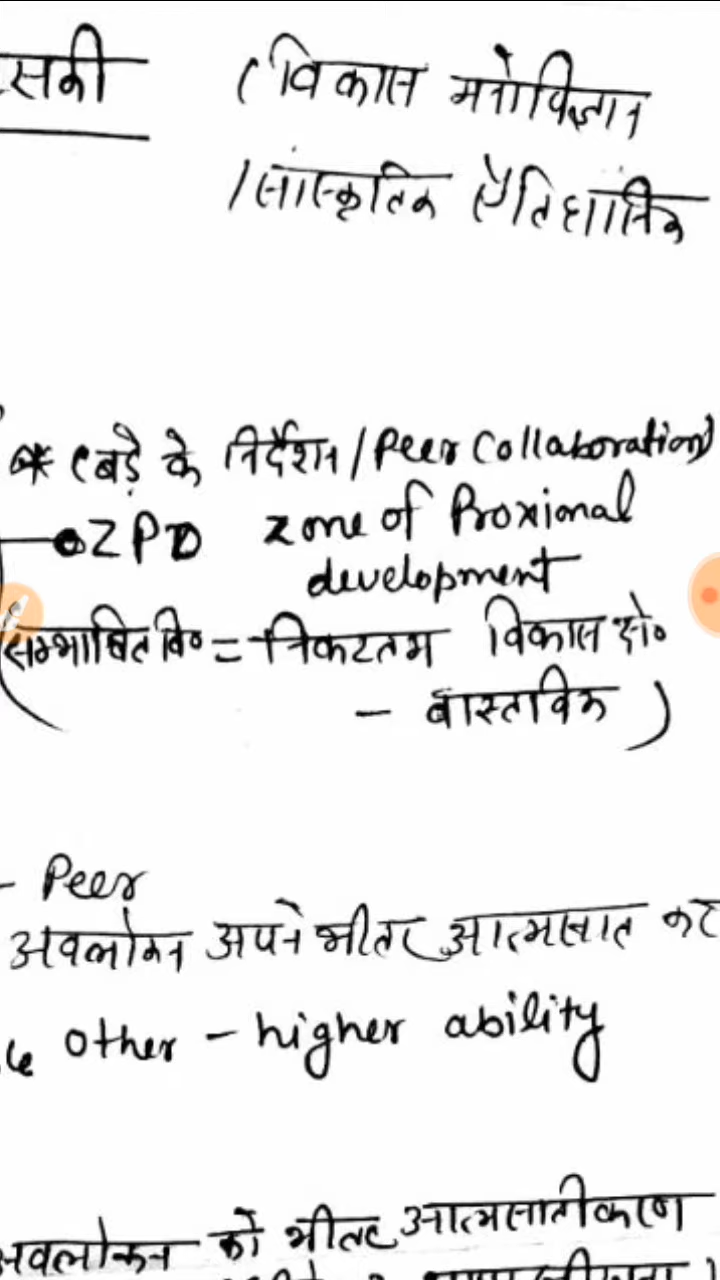 सकी (विकास मनोविज्ञान
/सांस्कृतिक ऐतिहासिक
* (बड़े के निर्देशन/Peer Collaboration)
ZPD zone of Proximal
development
(सम्भावित वि० = निकटतम विकास क्षे०
- वास्तविक)
- Peer
अवलोकन अपने भीतर आत्मसात कर
other - higher ability
अवलोकन को भीतर आत्मसातीकरण